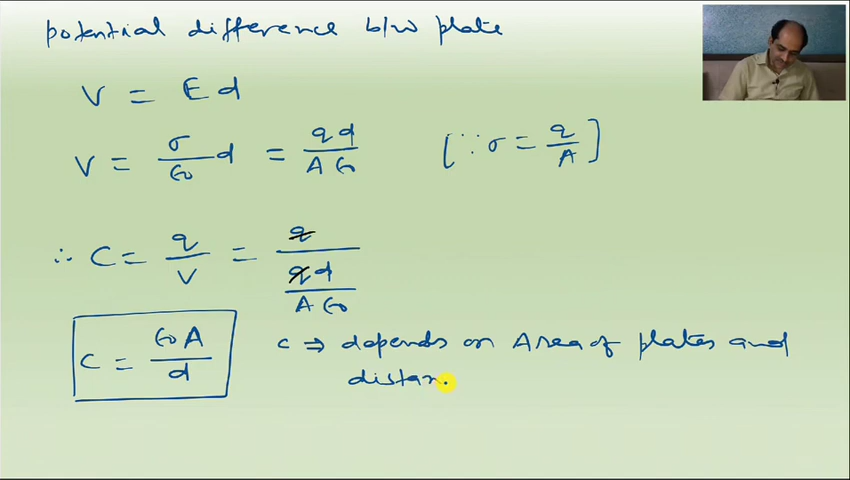 potential difference b/w plate
V = Ed
V = σ/ε₀ d = qd/Aε₀ [∵ σ = q/A]
∴ C = q/V = q/(qd/Aε₀)
C = ε₀A/d
C ⇒ depends on Area of plates and
distan